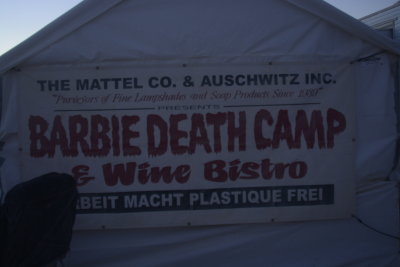 THE MATTEL CO. & AUSCHWITZ INC.
"Purveyors of Fine Lampshades and Soap Products Since 1939!"
PRESENTS
BARBIE DEATH CAMP
& Wine Bistro
RBEIT MACHT PLASTIQUE FREI